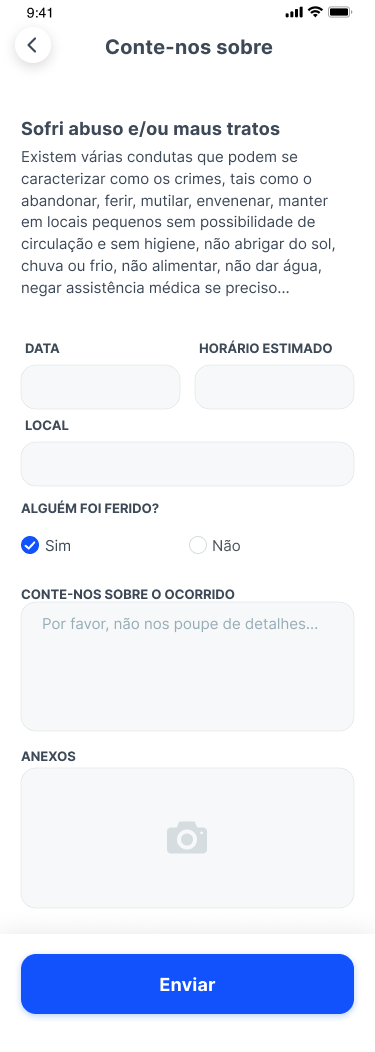 9:41
Conte-nos sobre
Sofri abuso e/ou maus tratos
Existem várias condutas que podem se
caracterizar como os crimes, tais como o
abandonar, ferir, mutilar, envenenar, manter
em locais pequenos sem possibilidade de
circulação e sem higiene, não abrigar do sol,
chuva ou frio, não alimentar, não dar água,
negar assistência médica se preciso...
DATA
HORÁRIO ESTIMADO
LOCAL
ALGUÉM FOI FERIDO?
Sim
Não
CONTE-NOS SOBRE O OCORRIDO
Por favor, não nos poupe de detalhes...
ANEXOS
Enviar